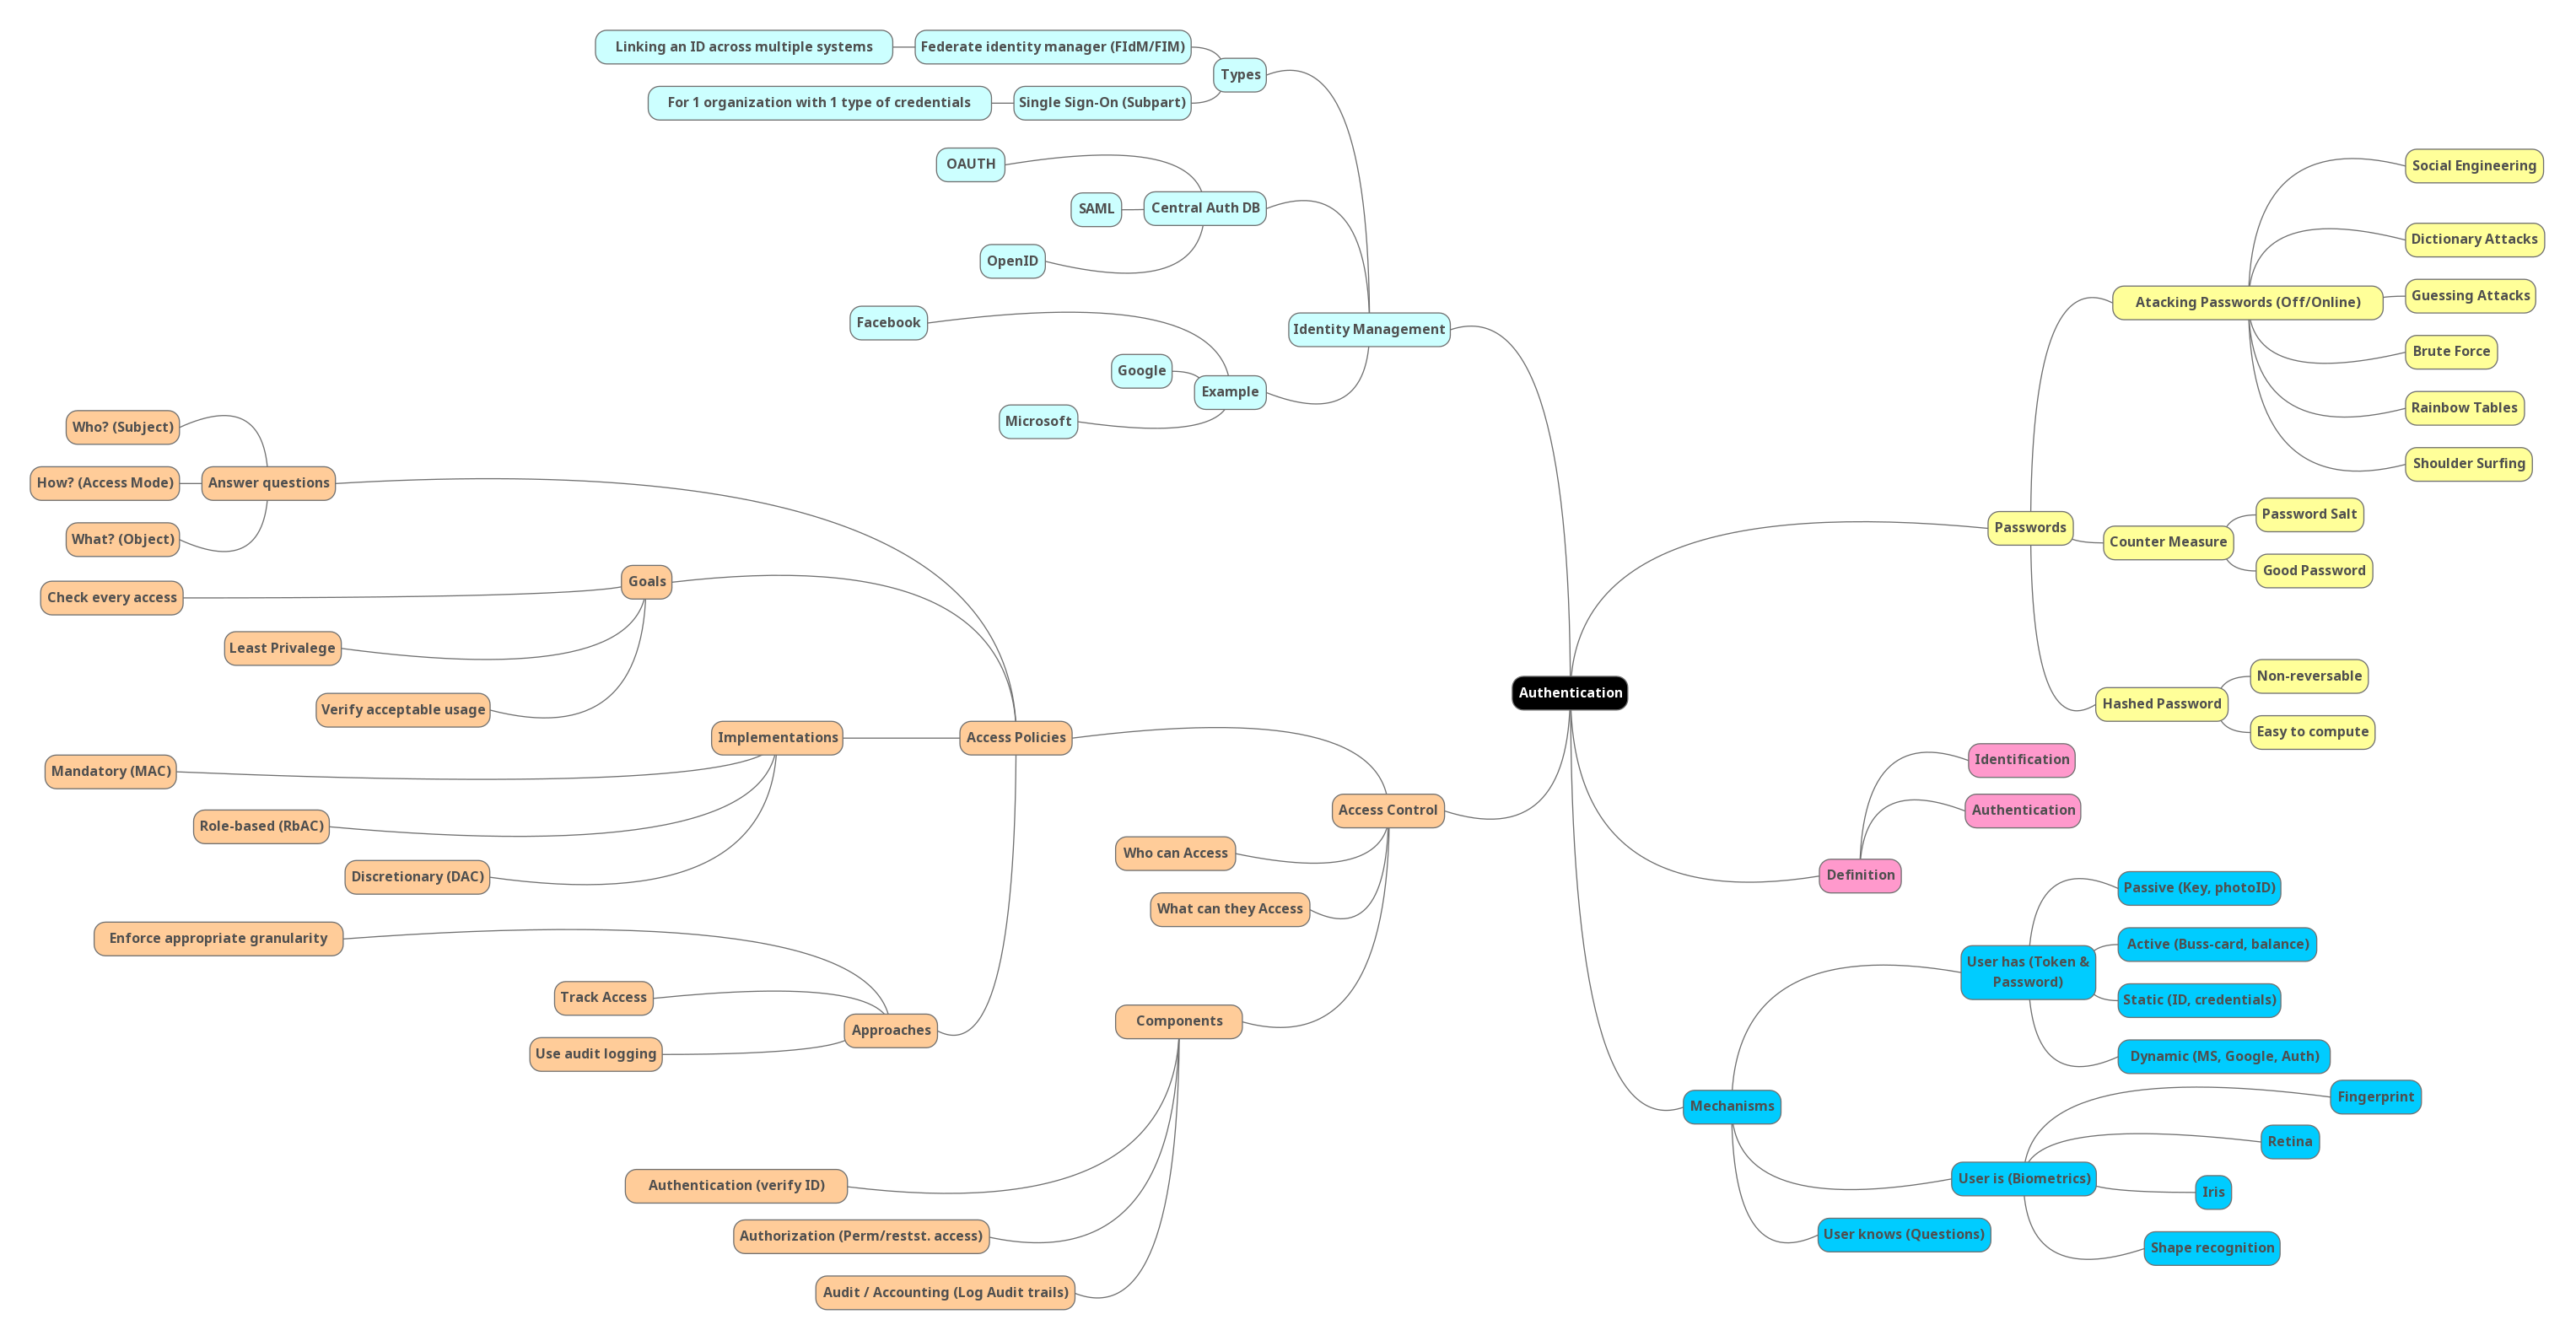 Authentication
Identity Management
Types
Federate identity manager (FIdM/FIM)
Linking an ID across multiple systems
Single Sign-On (Subpart)
For 1 organization with 1 type of credentials
Central Auth DB
OAUTH
SAML
OpenID
Example
Facebook
Google
Microsoft
Access Control
Access Policies
Answer questions
Who? (Subject)
How? (Access Mode)
What? (Object)
Goals
Check every access
Least Privalege
Verify acceptable usage
Implementations
Mandatory (MAC)
Role-based (RbAC)
Discretionary (DAC)
Approaches
Enforce appropriate granularity
Track Access
Use audit logging
Who can Access
What can they Access
Components
Authentication (verify ID)
Authorization (Perm/restst. access)
Audit / Accounting (Log Audit trails)
Passwords
Atacking Passwords (Off/Online)
Social Engineering
Dictionary Attacks
Guessing Attacks
Brute Force
Rainbow Tables
Shoulder Surfing
Counter Measure
Password Salt
Good Password
Hashed Password
Non-reversable
Easy to compute
Definition
Identification
Authentication
Mechanisms
User has (Token &
Password)
Passive (Key, photoID)
Active (Buss-card, balance)
Static (ID, credentials)
Dynamic (MS, Google, Auth)
User is (Biometrics)
Fingerprint
Retina
Iris
Shape recognition
User knows (Questions)